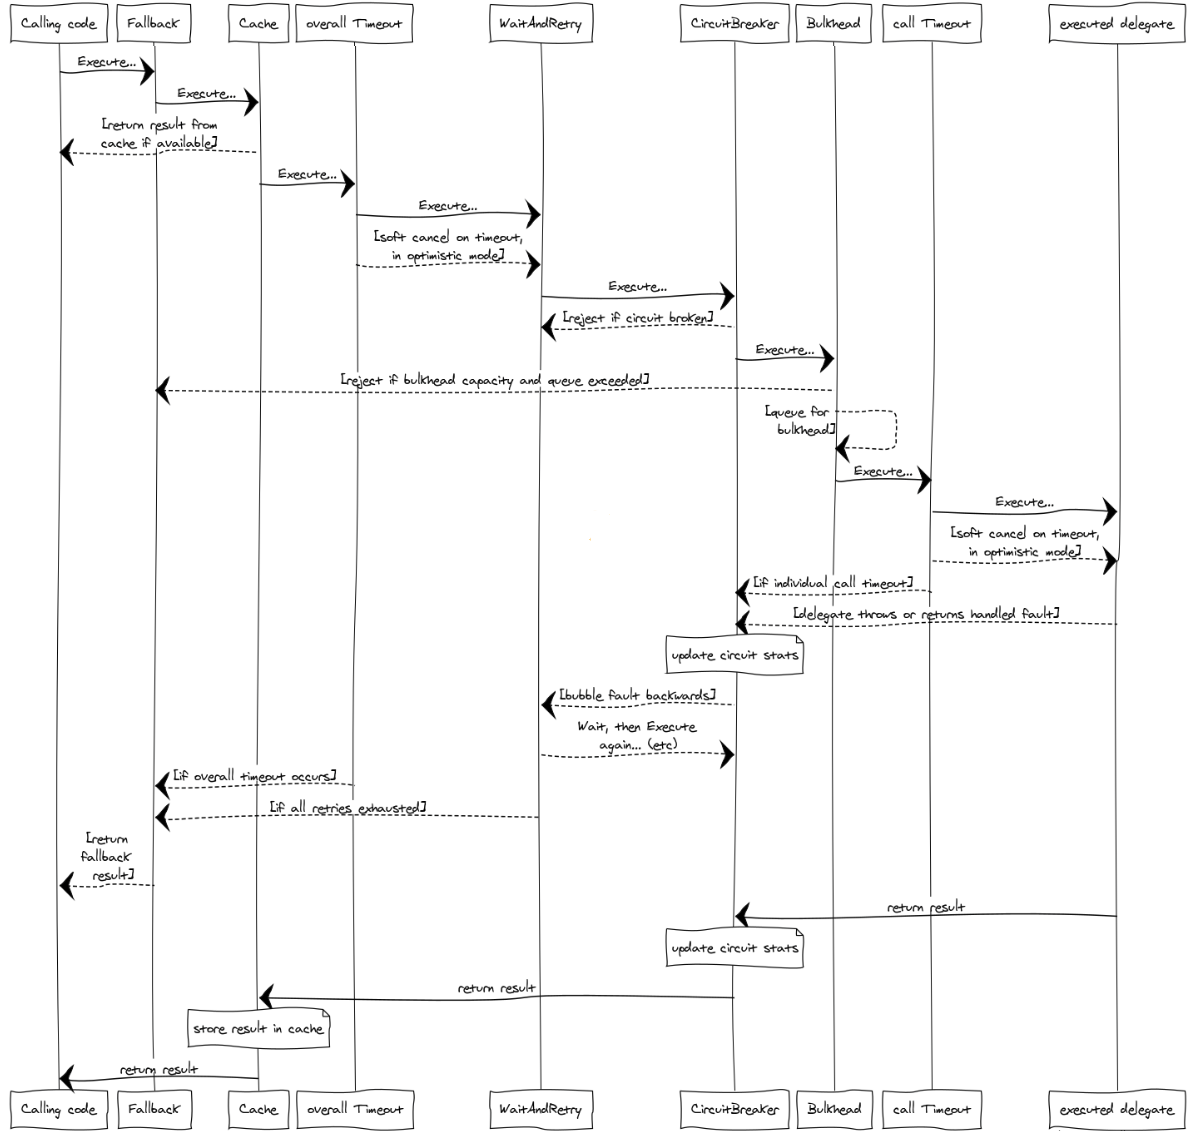 Calling code
Fallback
Cache
overall Timeout
WaitAndRetry
CircuitBreaker
Bulkhead
call Timeout
executed delegate
Execute...
Execute...
[return result from
cache if available]
Execute...
Execute...
[soft cancel on timeout,
in optimistic mode]
Execute...
[reject if circuit broken]
Execute...
[reject if bulkhead capacity and queue exceeded]
[queue for
bulkhead]
Execute...
Execute...
[soft cancel on timeout,
in optimistic mode]
[if individual call timeout]
[delegate throws or returns handled fault]
update circuit stats
[bubble fault backwards]
Wait, then Execute
again... (etc)
[if overall timeout occurs]
[if all retries exhausted]
[return
fallback
result]
return result
update circuit stats
return result
store result in cache
return result
Calling code
Fallback
Cache
overall Timeout
WaitAndRetry
CircuitBreaker
Bulkhead
call Timeout
executed delegate